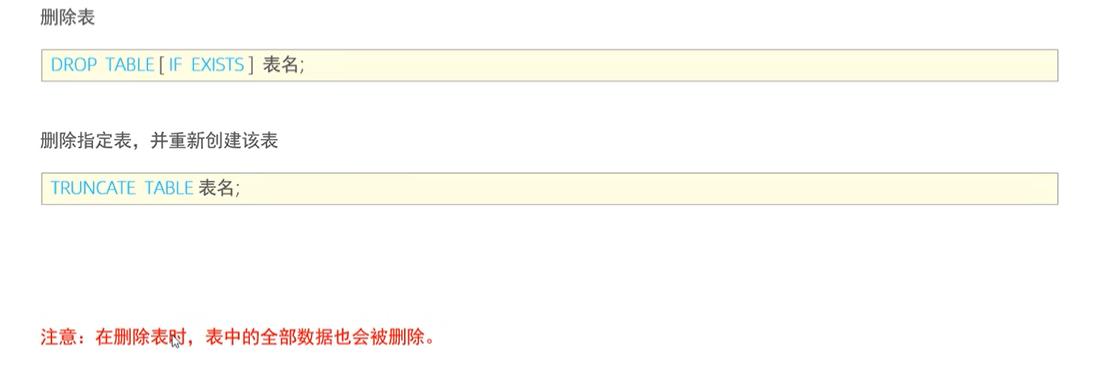 删除表
DROP TABLE [ IF EXISTS ] 表名;
删除指定表，并重新创建该表
TRUNCATE TABLE 表名;
注意：在删除表时，表中的全部数据也会被删除。